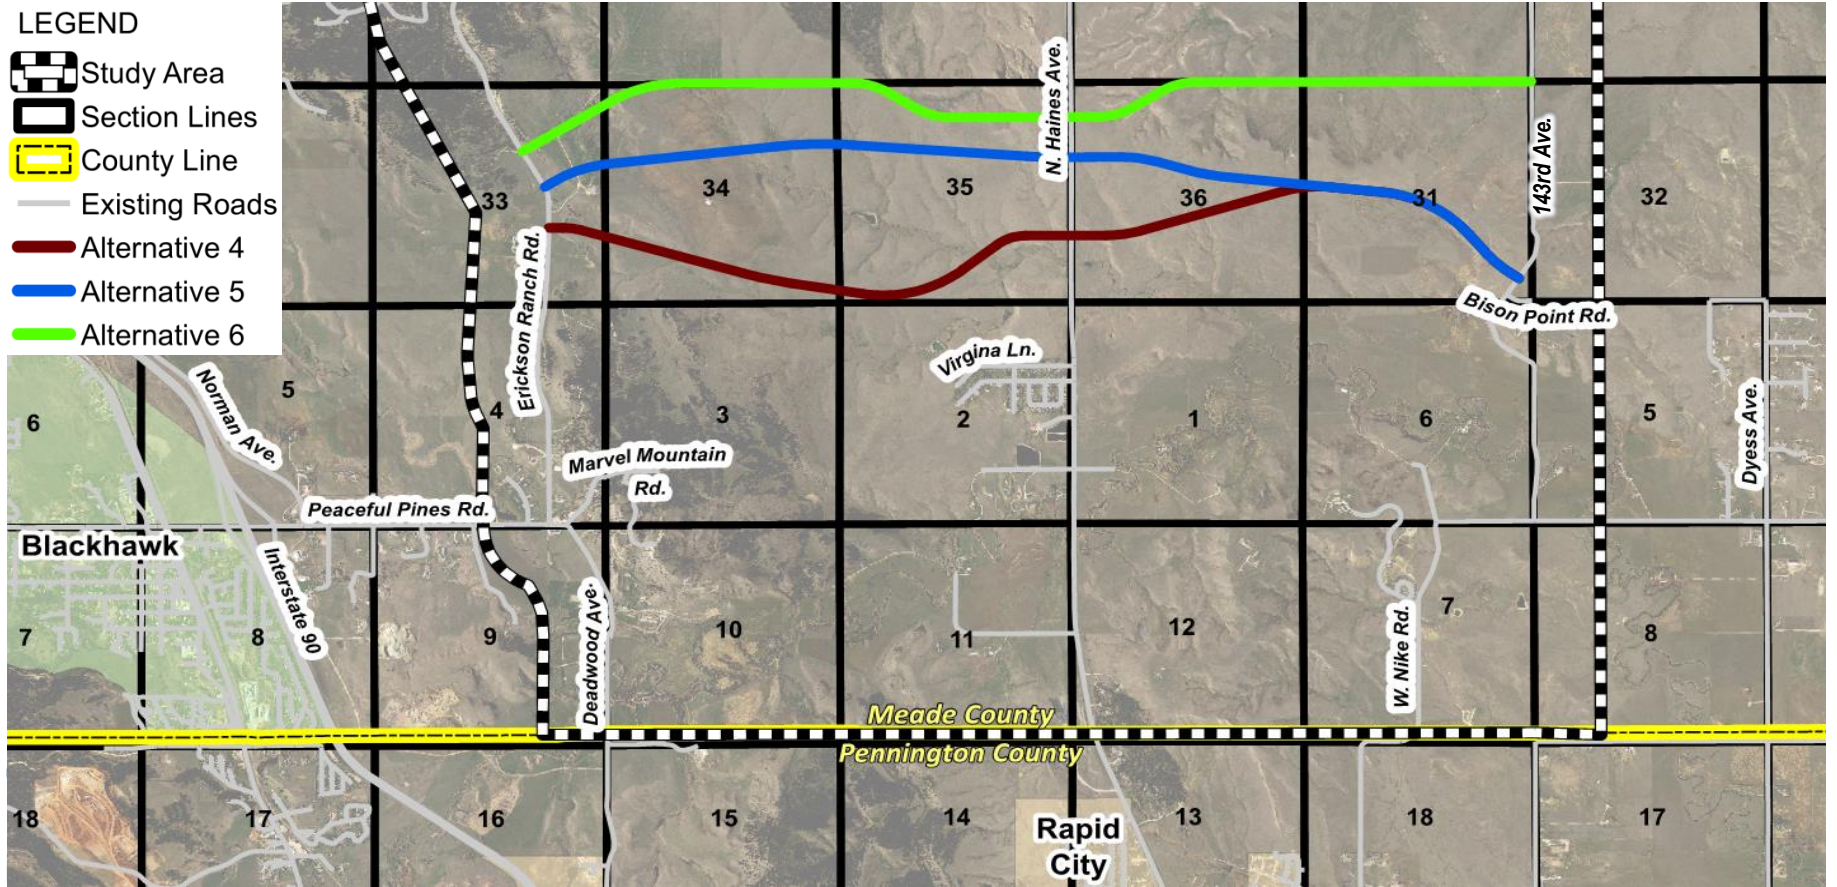 LEGEND
Study Area
Section Lines
County Line
Existing Roads
Alternative 4
Alternative 5
Alternative 6
N. Haines Ave.
143rd Ave.
33
34
35
36
31
32
Erickson Ranch Rd.
Bison Point Rd.
Virgina Ln.
Norman Ave.
6
5
4
3
2
1
6
5
Dyess Ave.
Marvel Mountain
Rd.
Peaceful Pines Rd.
Blackhawk
Interstate 90
Deadwood Ave.
W. Nike Rd.
7
8
9
10
11
12
7
8
Meade County
Pennington County
18
17
16
15
14
13
18
17
Rapid
City